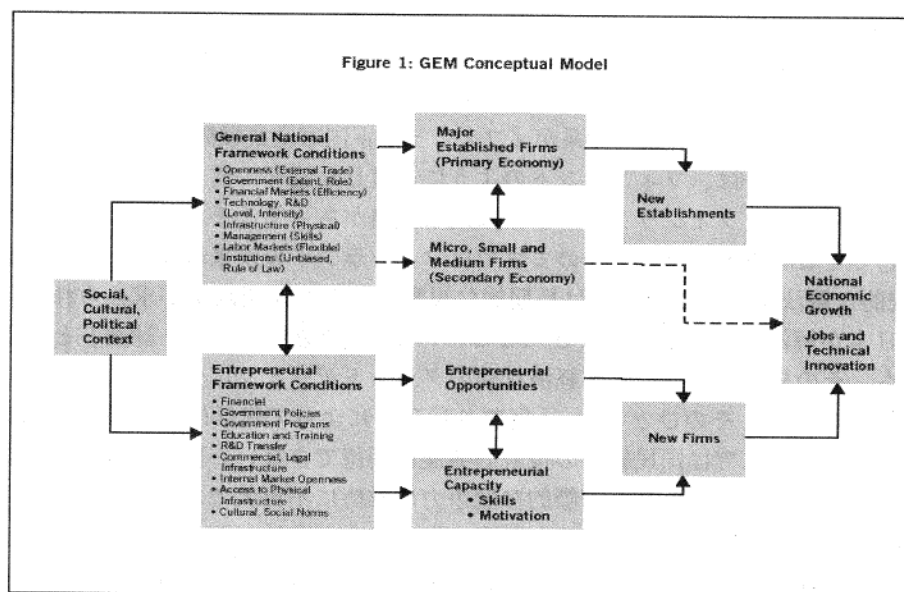 Figure 1: GEM Conceptual Model
General National
Framework Conditions
• Openness (External Trade)
• Government (Extent, Role)
• Financial Markets (Efficiency)
• Technology, R&D
(Level, Intensity)
• Infrastructure (Physical)
• Management (Skills)
• Labor Markets (Flexible)
• Institutions (Unbiased,
Rule of Law)
Major
Established Firms
(Primary Economy)
New
Establishments
Micro, Small and
Medium Firms
(Secondary Economy)
Social,
Cultural,
Political
Context
National
Economic
Growth
Jobs and
Technical
Innovation
Entrepreneurial
Framework Conditions
• Financial
• Government Policies
• Government Programs
• Education and Training
• R&D Transfer
• Commercial, Legal
Infrastructure
• Internal Market Openness
• Access to Physical
Infrastructure
• Cultural, Social Norms
Entrepreneurial
Opportunities
New Firms
Entrepreneurial
Capacity
• Skills
• Motivation